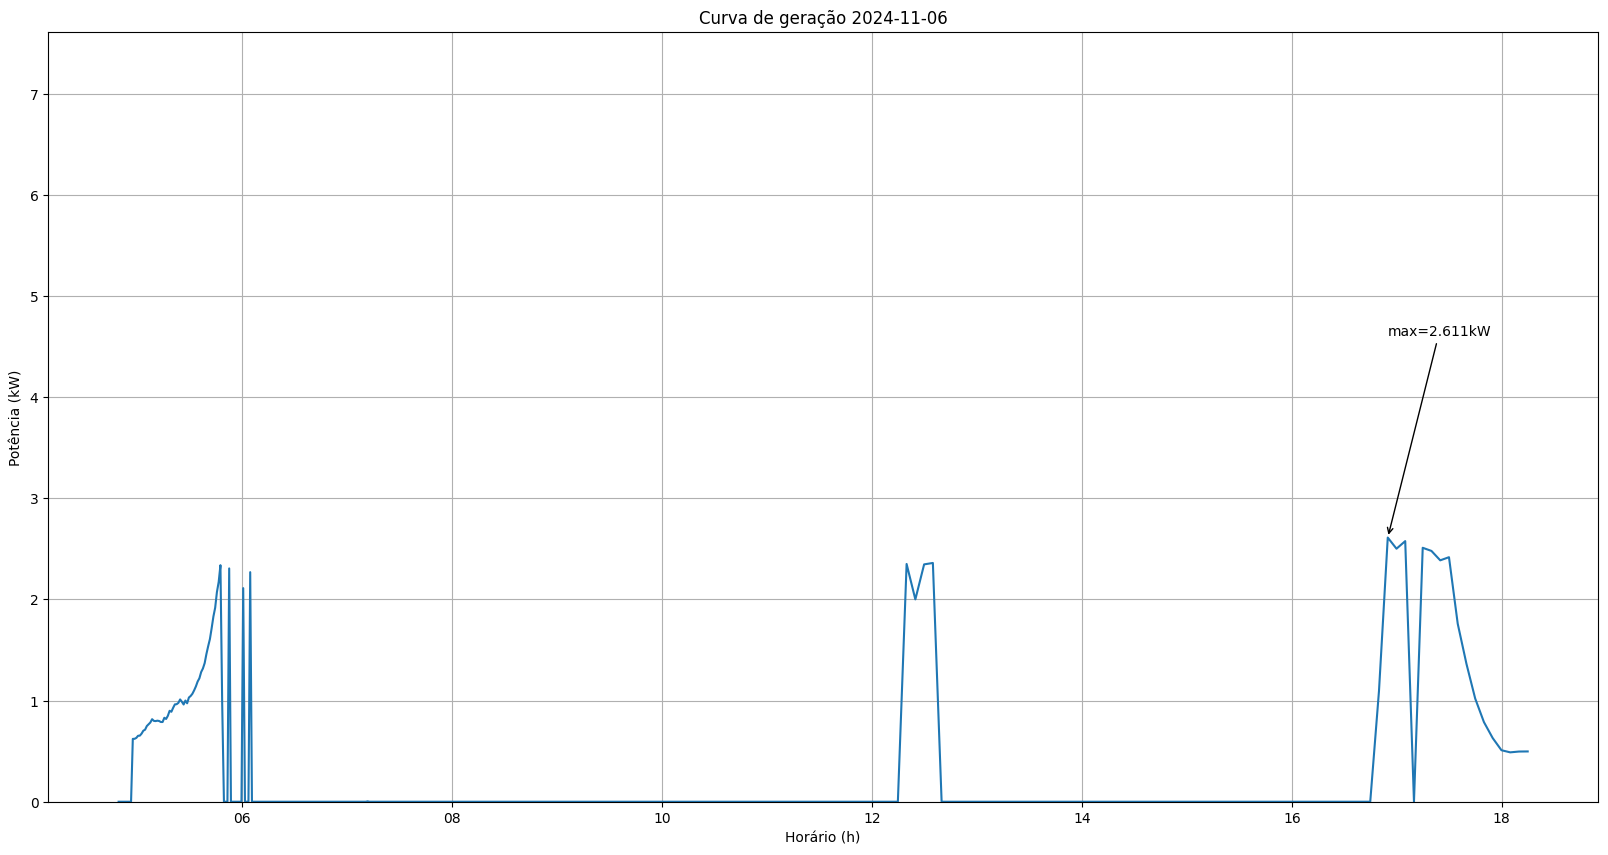 Curva de geração 2024-11-06
7
6
5
4
3
2
1
0
Potência (kW)
max=2.611kW
06 08 10 12 14 16 18
Horário (h)